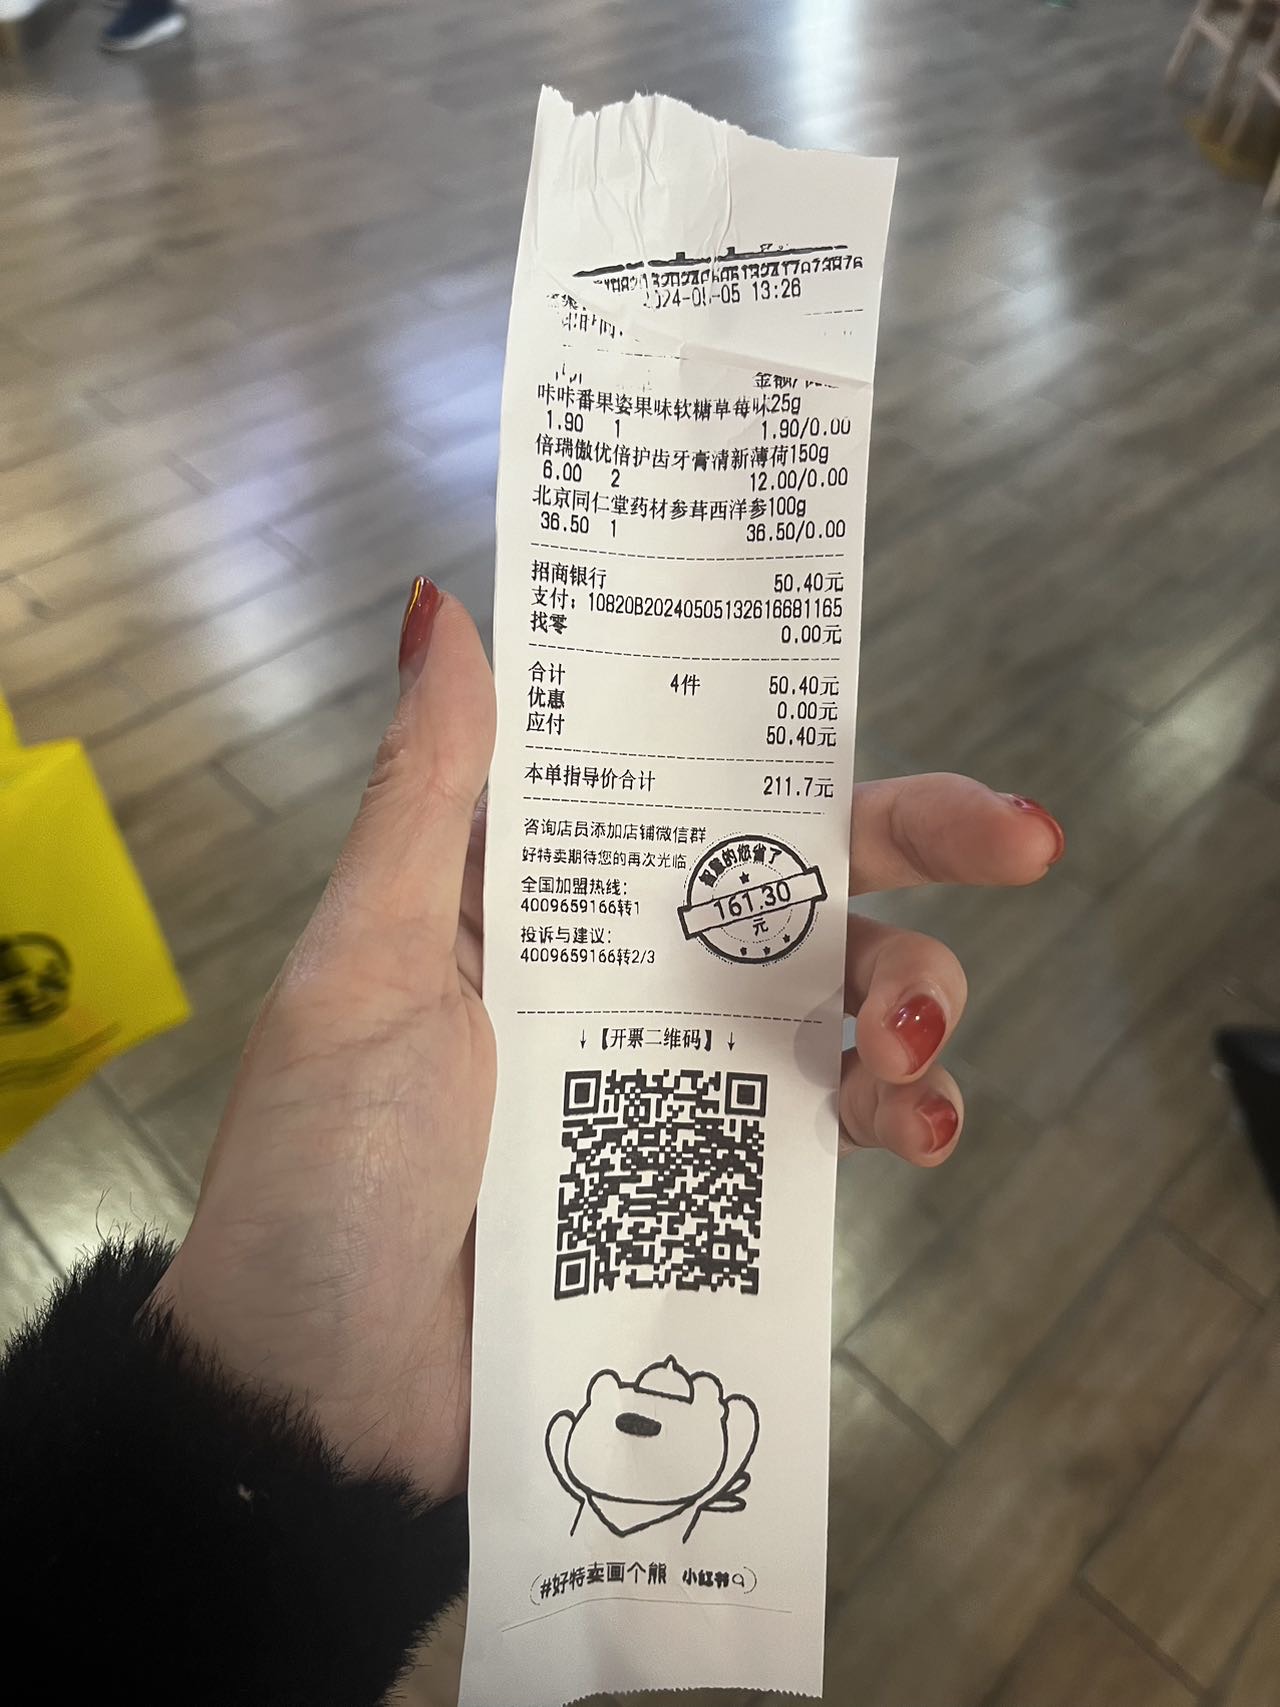 13:26
咔咔番果姿果味软糖草莓味25g
1.90 1 1.90/0.00
倍瑞傲优倍护齿牙膏清新薄荷150g
6.00 2 12.00/0.00
北京同仁堂药材参茸西洋参100g
36.50 1 36.50/0.00
招商银行 50.40元
支付：10820B20240505132616681165
找零 0.00元
合计 4件 50.40元
优惠 0.00元
应付 50.40元
本单指导价合计 211.7元
咨询店员添加店铺微信群
好特卖期待您的再次光临
全国加盟热线：
4009659166转1
投诉与建议：
4009659166转2/3
的您省了
161.30
元
↓【开票二维码】↓
#好特卖画个熊 小红书